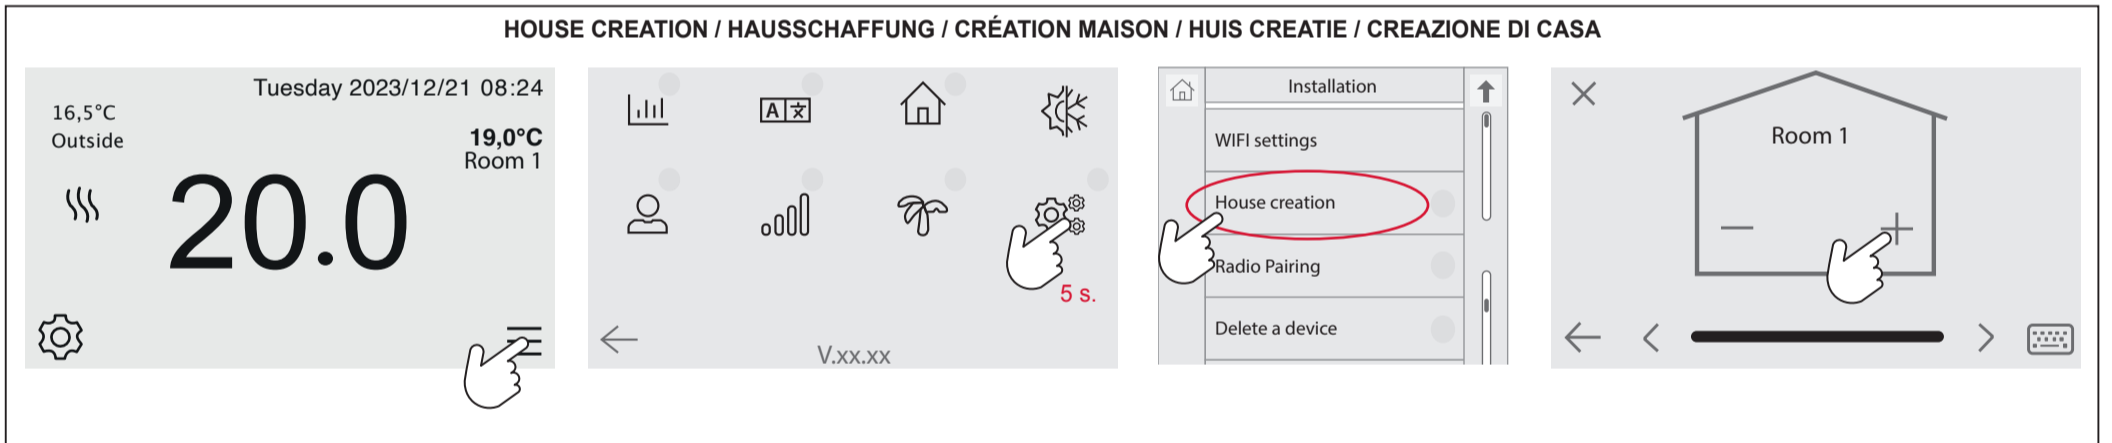 HOUSE CREATION / HAUSSCHAFFUNG / CRÉATION MAISON / HUIS CREATIE / CREAZIONE DI CASA
Tuesday 2023/12/21 08:24
16,5°C
Outside
19,0°C
Room 1
20.0
A文
5 s.
V.xx.xx
Installation
WIFI settings
House creation
Radio Pairing
Delete a device
Room 1